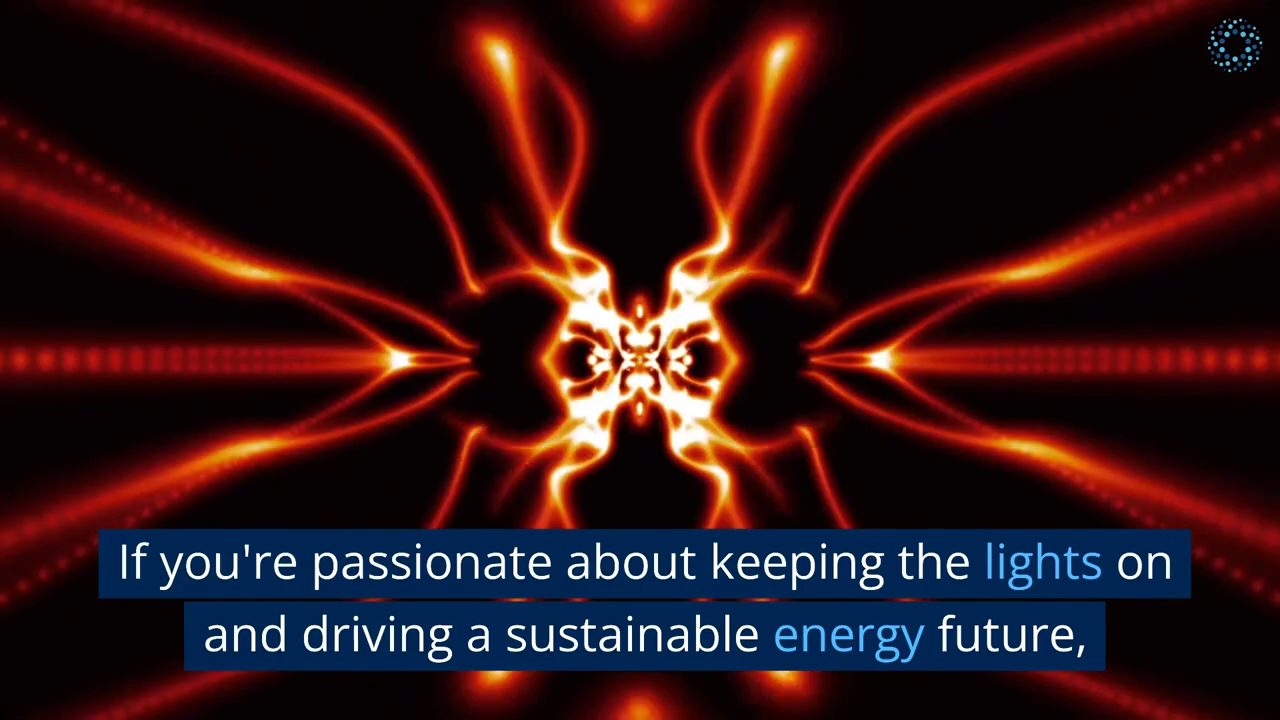 If you're passionate about keeping the lights on
and driving a sustainable energy future,